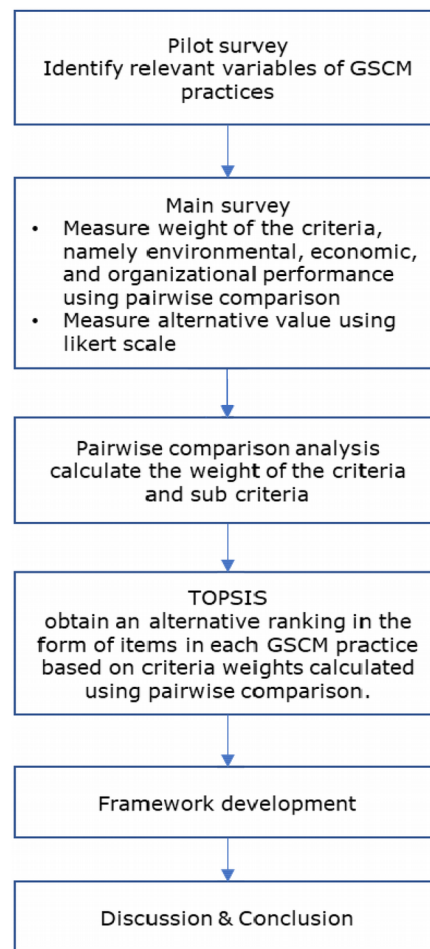 Pilot survey
Identify relevant variables of GSCM
practices
Main survey
• Measure weight of the criteria,
namely environmental, economic,
and organizational performance
using pairwise comparison
• Measure alternative value using
likert scale
Pairwise comparison analysis
calculate the weight of the criteria
and sub criteria
TOPSIS
obtain an alternative ranking in the
form of items in each GSCM practice
based on criteria weights calculated
using pairwise comparison.
Framework development
Discussion & Conclusion